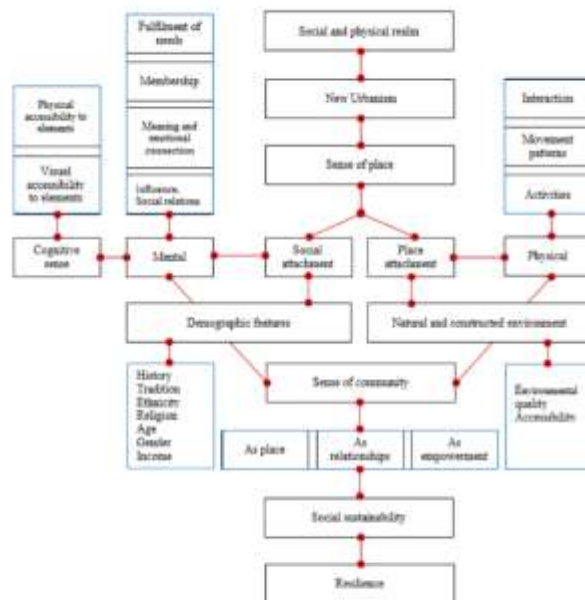 Fulfilment of
needs
Membership
Meaning and
emotional
connection
Influence,
Social relations
Social and physical realm
New Urbanism
Sense of place
Interaction
Movement
patterns
Activities
Physical
accessibility to
elements
Visual
accessibility
to elements
Cognitive
sense
Mental
Social
attachment
Place
attachment
Physical
Demographic features
Natural and constructed environment
History
Tradition
Ethnicity
Religion
Age
Gender
Income
Sense of community
Environmental
quality
Accessibility
As place
As
relationships
As
empowerment
Social sustainability
Resilience